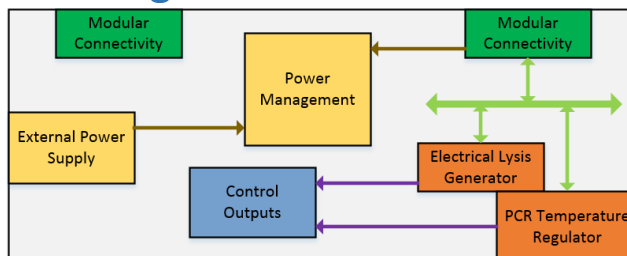 Modular
Connectivity
Modular
Connectivity
Power
Management
External Power
Supply
Electrical Lysis
Generator
Control
Outputs
PCR Temperature
Regulator